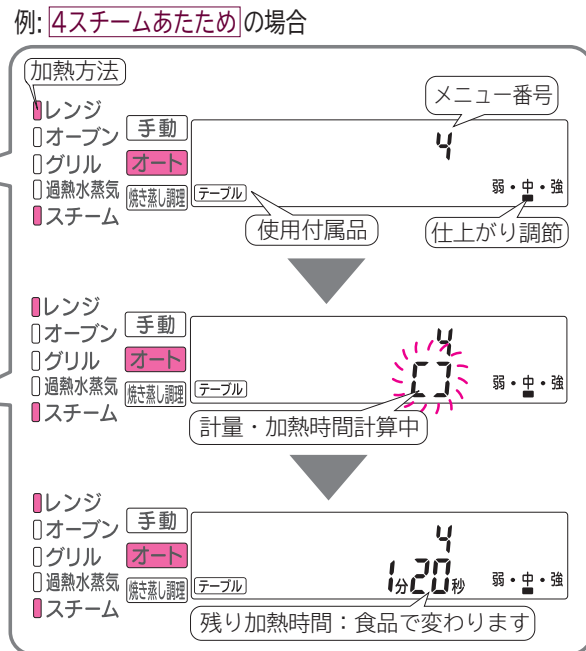 例: 4スチームあたための場合
加熱方法
レンジ
オーブン
グリル
過熱水蒸気
スチーム
手動
オート
焼き蒸し調理
テーブル
メニュー番号
4
弱・中・強
使用付属品
仕上がり調節
レンジ
オーブン
グリル
過熱水蒸気
スチーム
手動
オート
焼き蒸し調理
テーブル
4
弱・中・強
計量・加熱時間計算中
レンジ
オーブン
グリル
過熱水蒸気
スチーム
手動
オート
焼き蒸し調理
テーブル
4
1分20秒
弱・中・強
残り加熱時間：食品で変わります